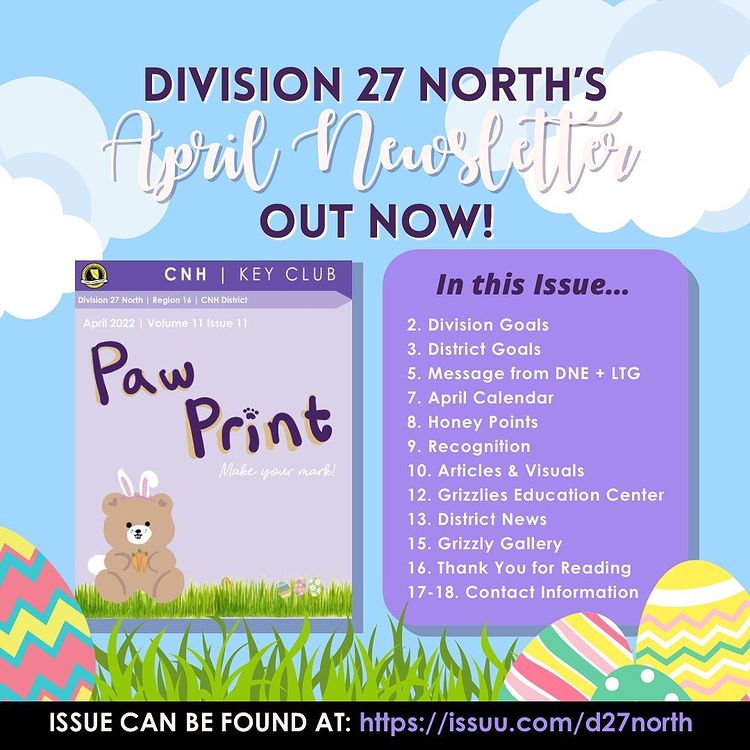 DIVISION 27 NORTH'S
April Newsletter
OUT NOW!
CNH | KEY CLUB
Division 27 North | Region 16 | CNH District
April 2022 | Volume 11 Issue 11
Paw
Print
Make your mark!
In this Issue...
2. Division Goals
3. District Goals
5. Message from DNE + LTG
7. April Calendar
8. Honey Points
9. Recognition
10. Articles & Visuals
12. Grizzlies Education Center
13. District News
15. Grizzly Gallery
16. Thank You for Reading
17-18. Contact Information
ISSUE CAN BE FOUND AT: https://issuu.com/d27north